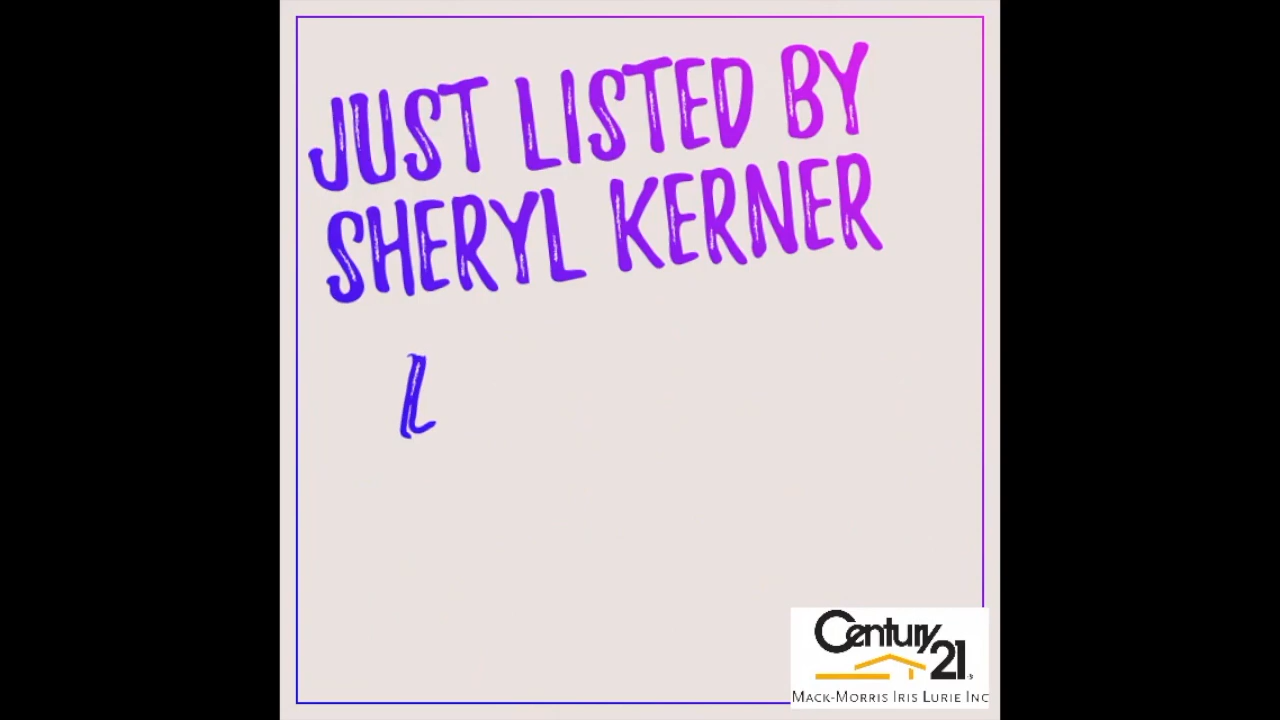 JUST LISTED BY
SHERYL KERNER
L
Century 21
MACK-MORRIS IRIS LURIE INC